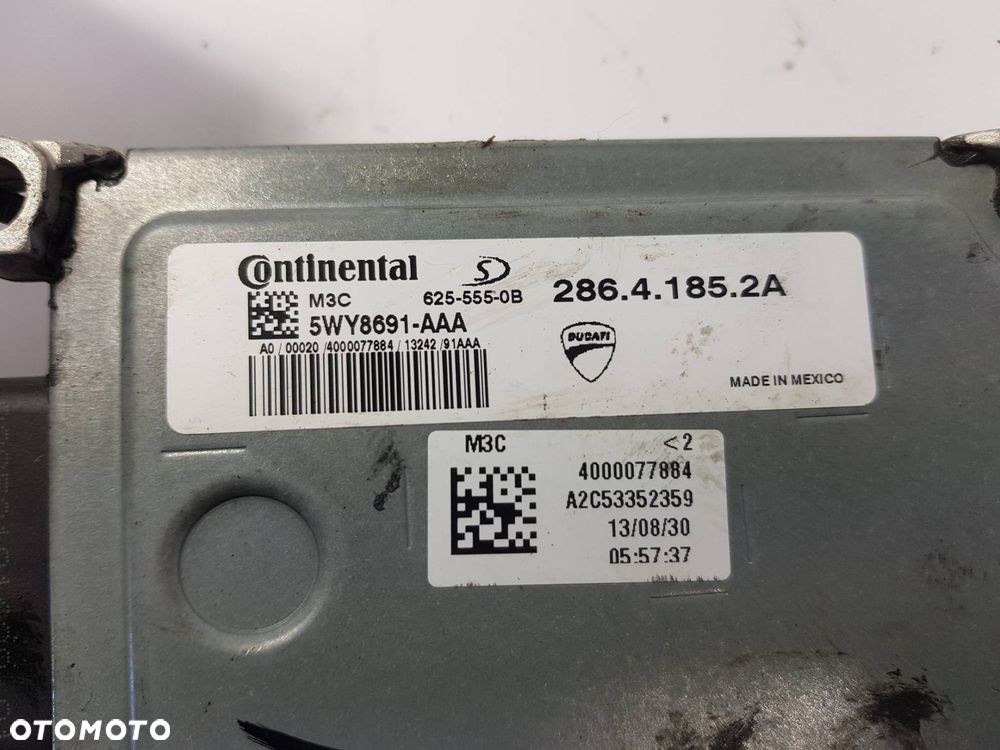 Continental
286.4.185.2A
M3C 625-555-0B
5WY8691-AAA
A0 / 00020 / 4000077884 / 13242 / 91AAA
DUCATI
MADE IN MEXICO
M3C <2
4000077884
A2C53352359
13/08/30
05:57:37
OTOMOTO